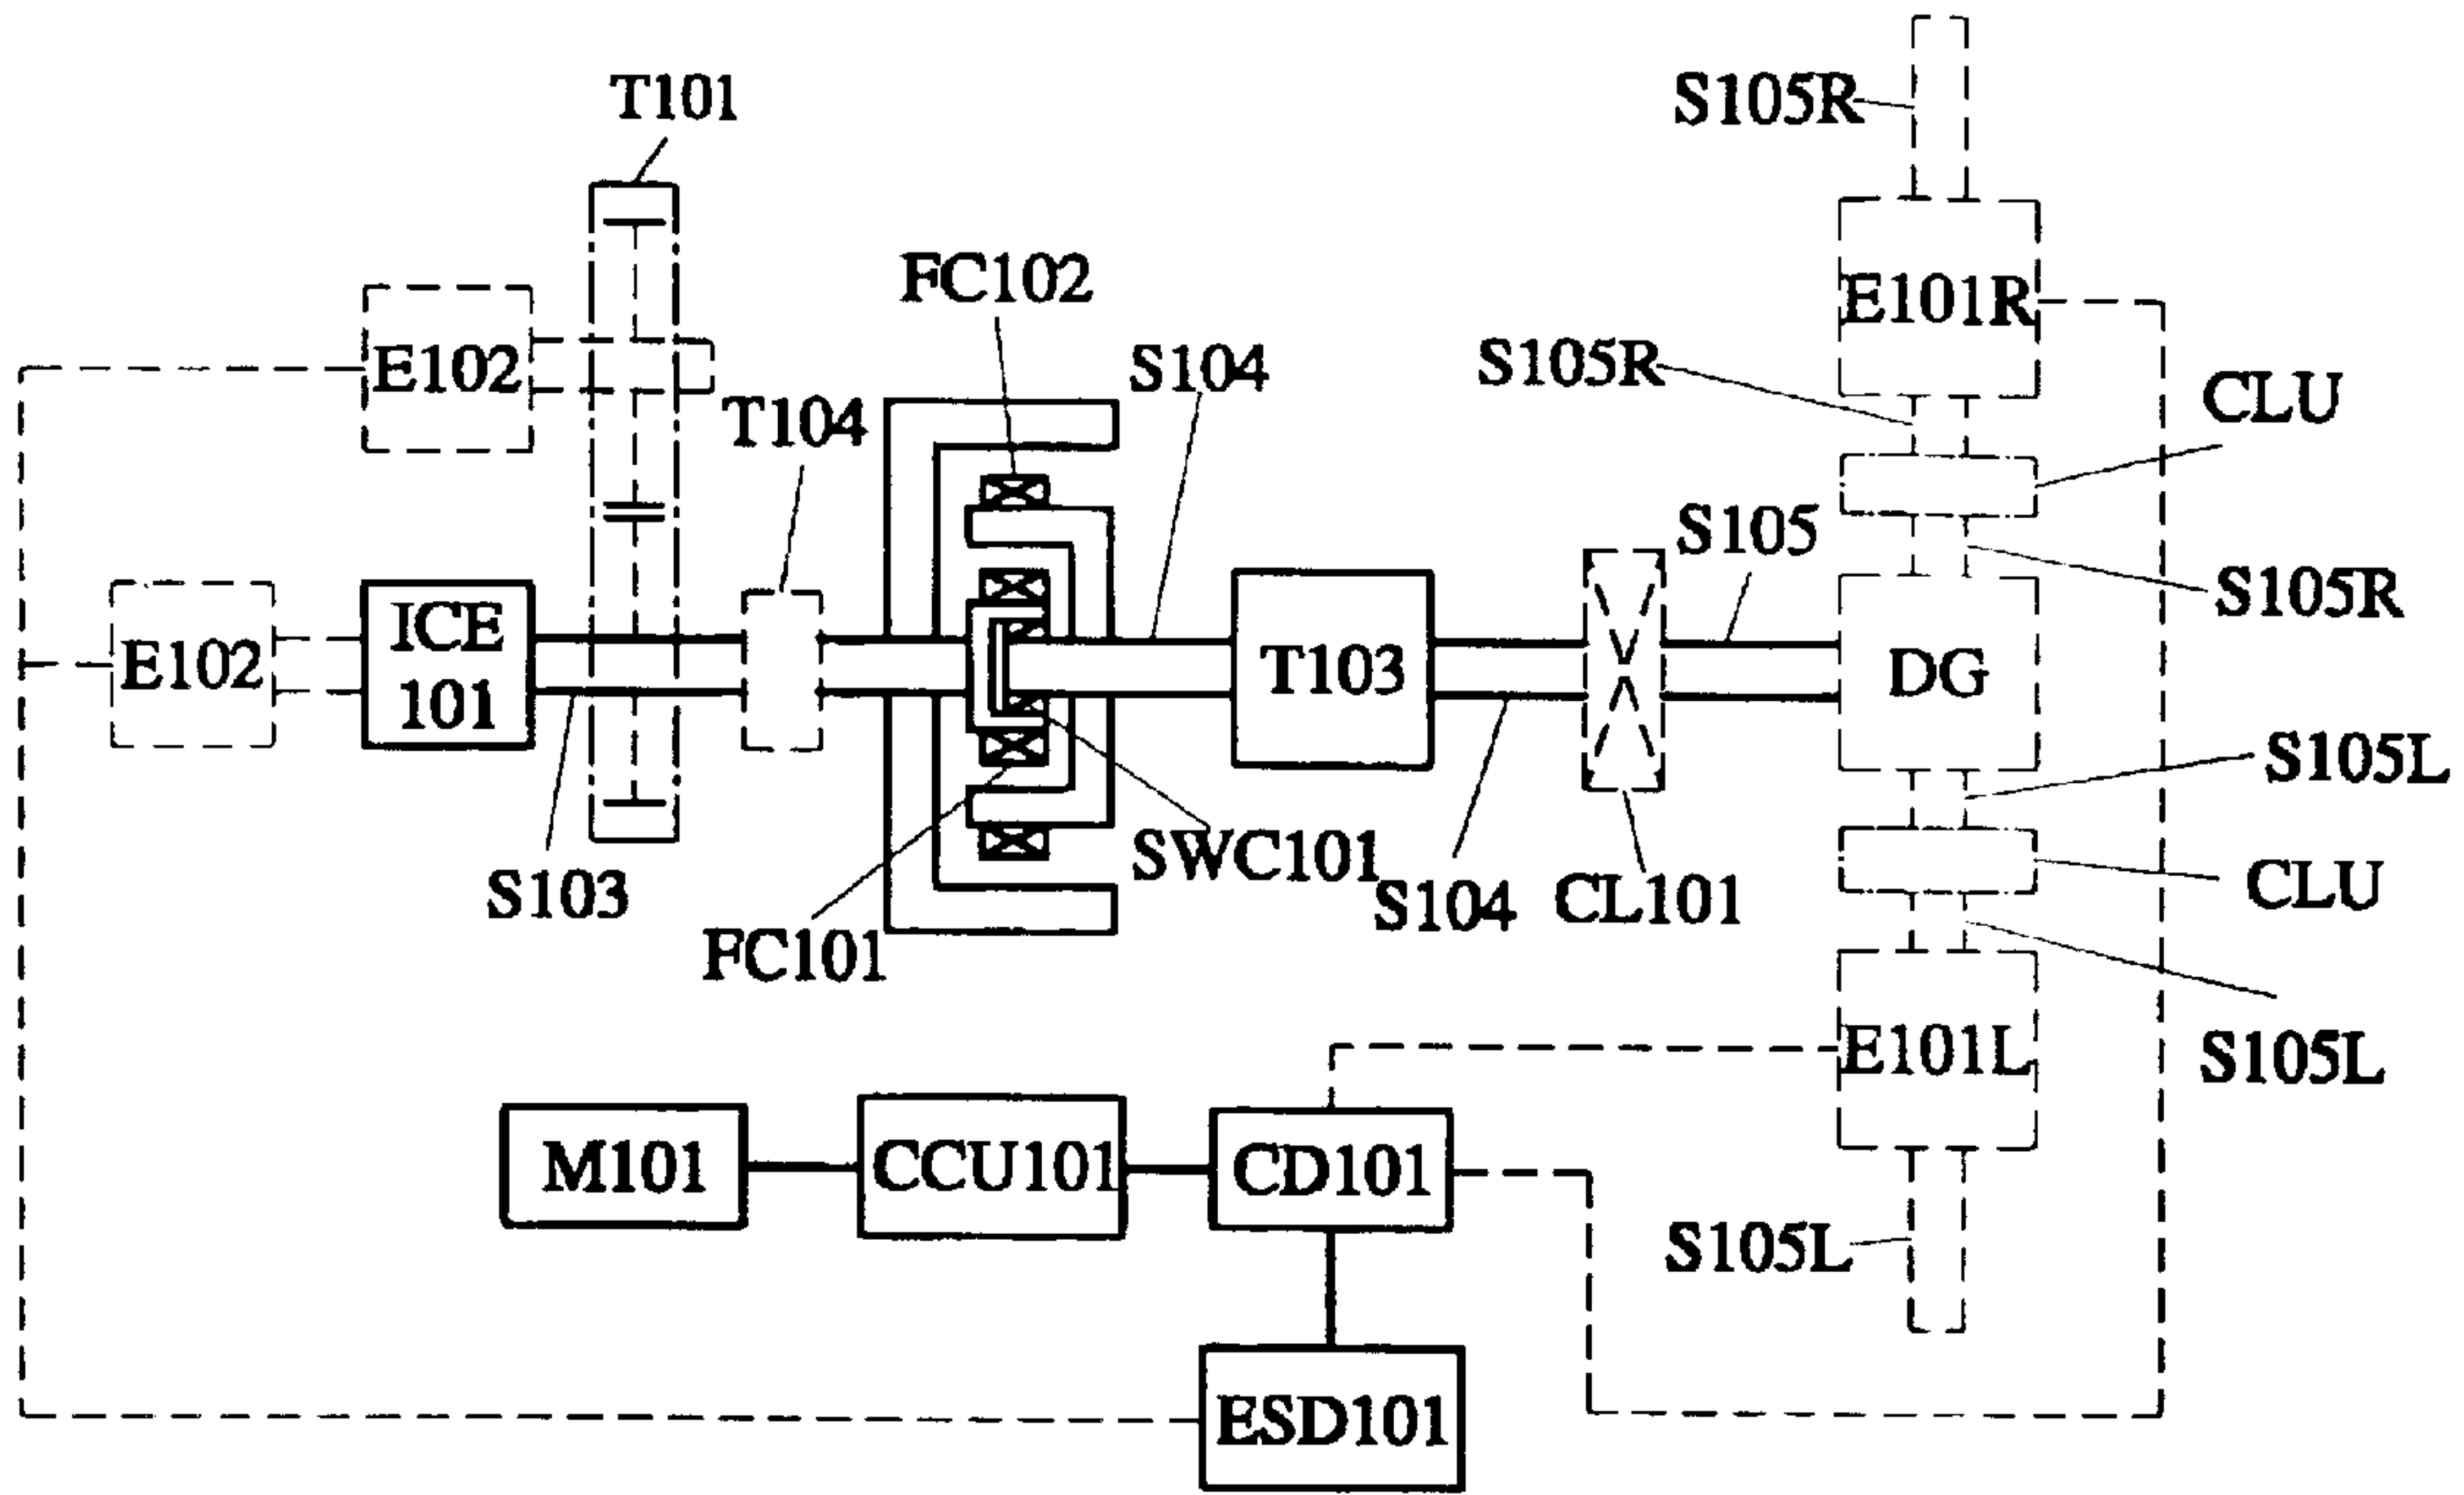 T101
S105R
FC102
E101R
S104
S105R
E102
T104
CLU
S105
S105R
ICE
101
E102
T103
DG
S105L
SWC101
CLU
S103
S104
CL101
FC101
E101L
S105L
M101
CCU101
CD101
S105L
ESD101